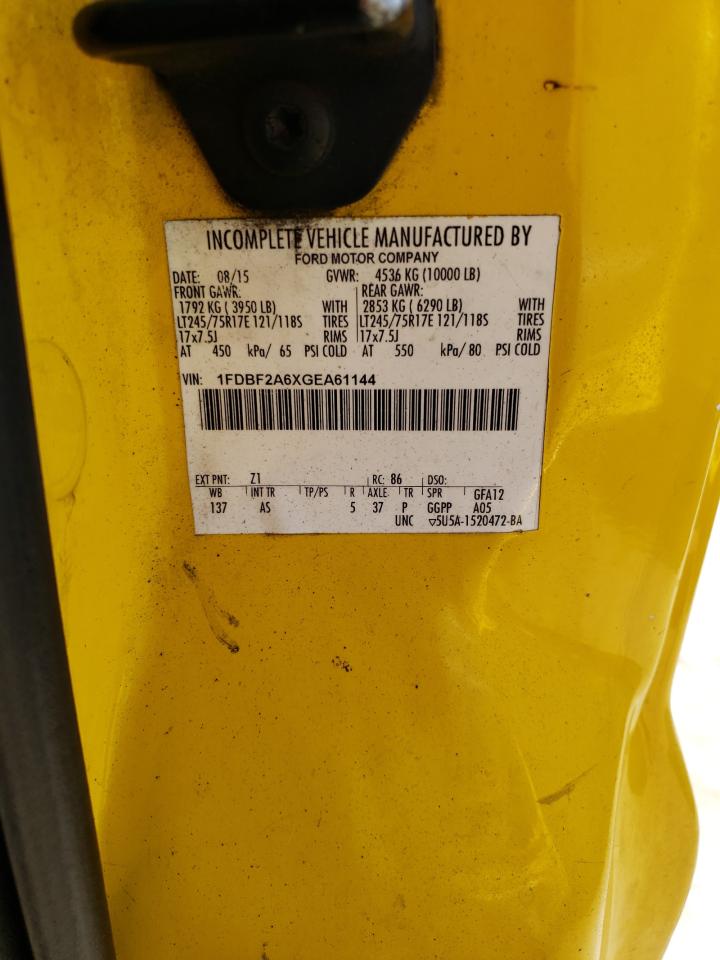 INCOMPLETE VEHICLE MANUFACTURED BY
FORD MOTOR COMPANY
DATE: 08/15 GVWR: 4536 KG (10000 LB)
FRONT GAWR: REAR GAWR:
1792 KG ( 3950 LB) WITH 2853 KG ( 6290 LB) WITH
LT245/75R17E 121/118S TIRES LT245/75R17E 121/118S TIRES
17x7.5J RIMS 17x7.5J RIMS
AT 450 kPa/ 65 PSI COLD AT 550 kPa/ 80 PSI COLD
VIN: 1FDBF2A6XGEA61144
EXT PNT: Z1 RC: 86 DSO:
WB INT TR TP/PS R AXLE TR SPR GFA12
137 AS 5 37 P GGPP A05
UNC ▽5U5A-1520472-BA